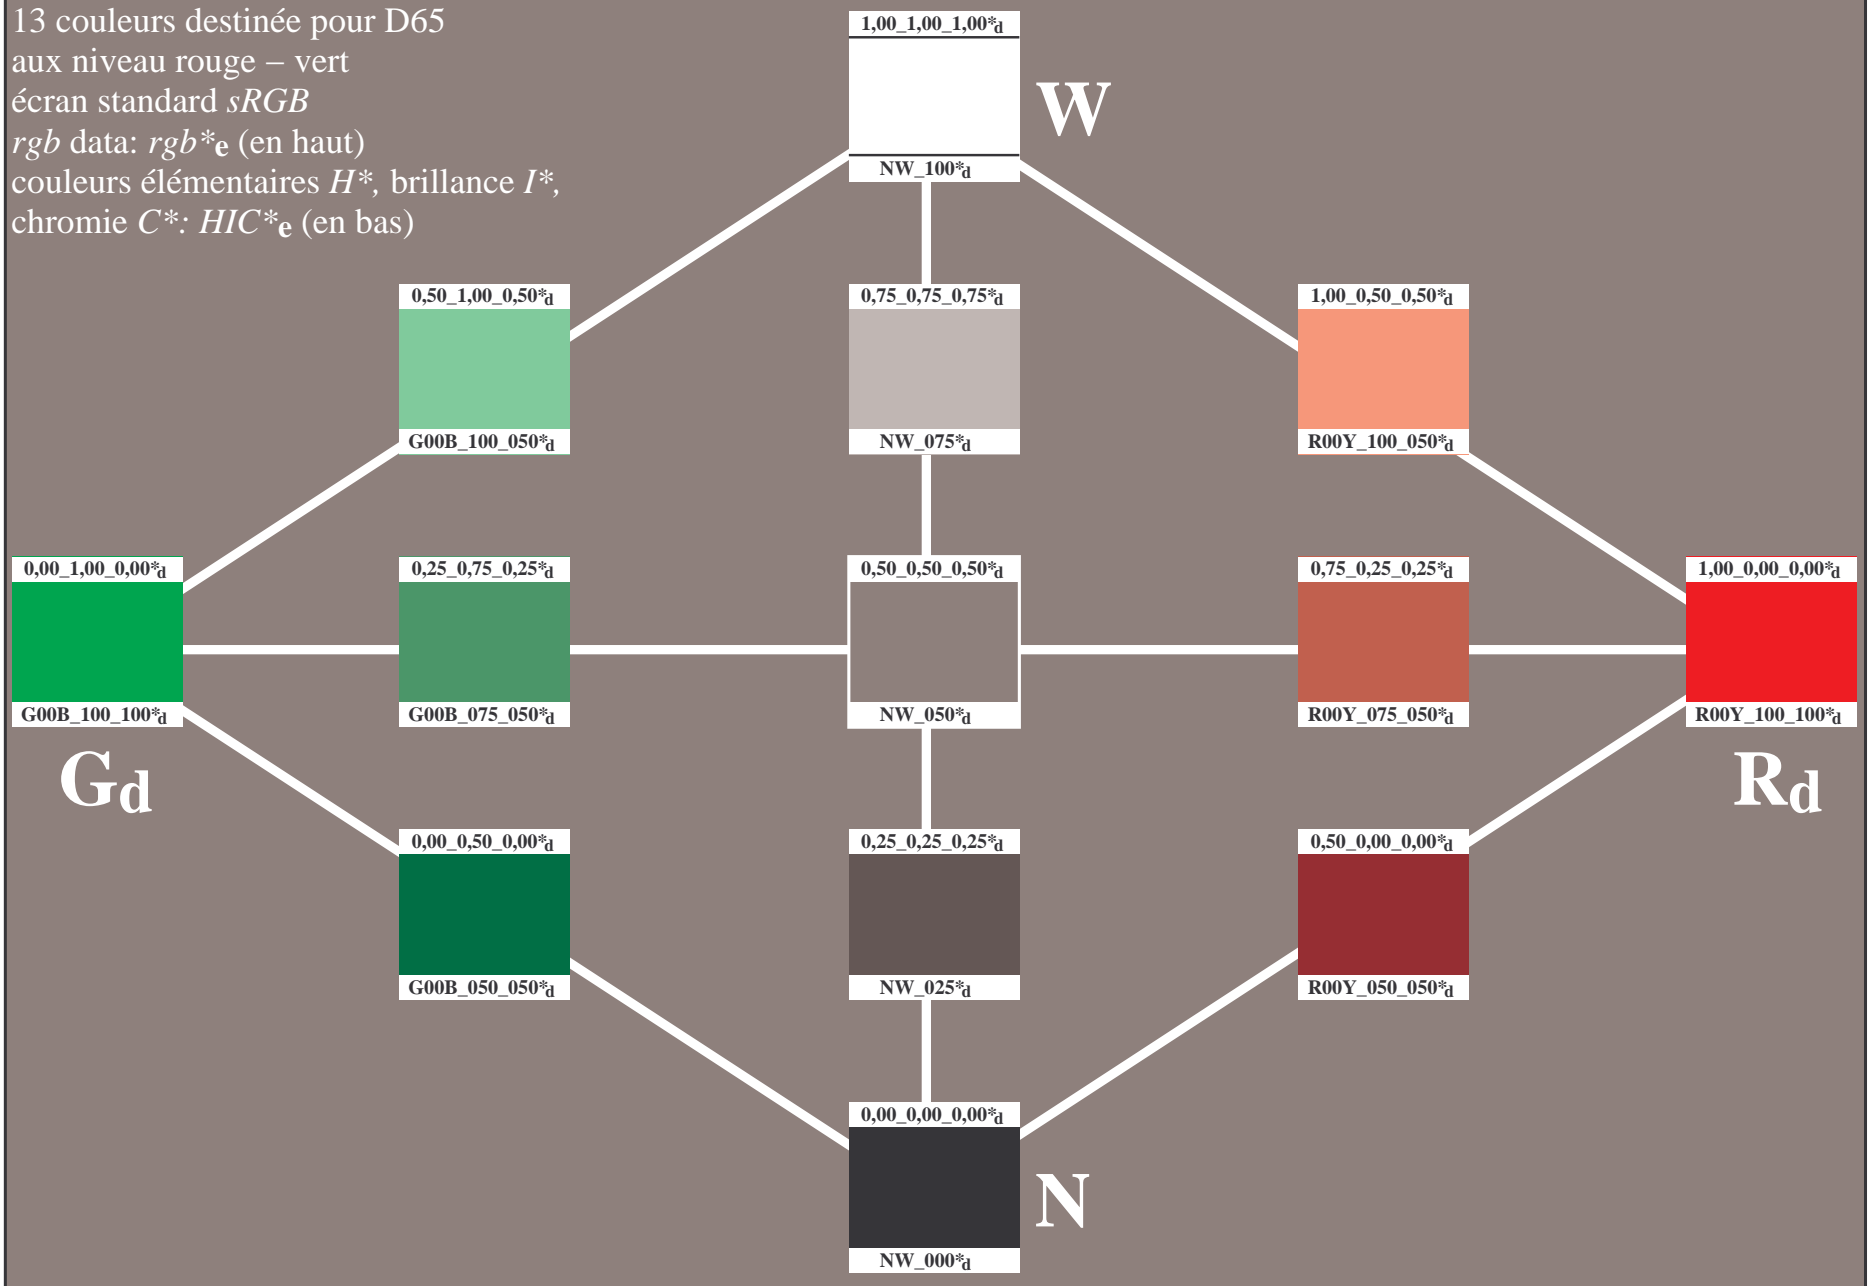 13 couleurs destinée pour D65
aux niveau rouge – vert
écran standard sRGB
rgb data: rgb*e (en haut)
couleurs élémentaires H*, brillance I*,
chromie C*: HIC*e (en bas)
1,00_1,00_1,00*d
W
NW_100*d
0,50_1,00_0,50*d
G00B_100_050*d
0,75_0,75_0,75*d
NW_075*d
1,00_0,50_0,50*d
R00Y_100_050*d
0,00_1,00_0,00*d
G00B_100_100*d
Gd
0,25_0,75_0,25*d
G00B_075_050*d
0,50_0,50_0,50*d
NW_050*d
0,75_0,25_0,25*d
R00Y_075_050*d
1,00_0,00_0,00*d
R00Y_100_100*d
Rd
0,00_0,50_0,00*d
G00B_050_050*d
0,25_0,25_0,25*d
NW_025*d
0,50_0,00_0,00*d
R00Y_050_050*d
0,00_0,00_0,00*d
N
NW_000*d